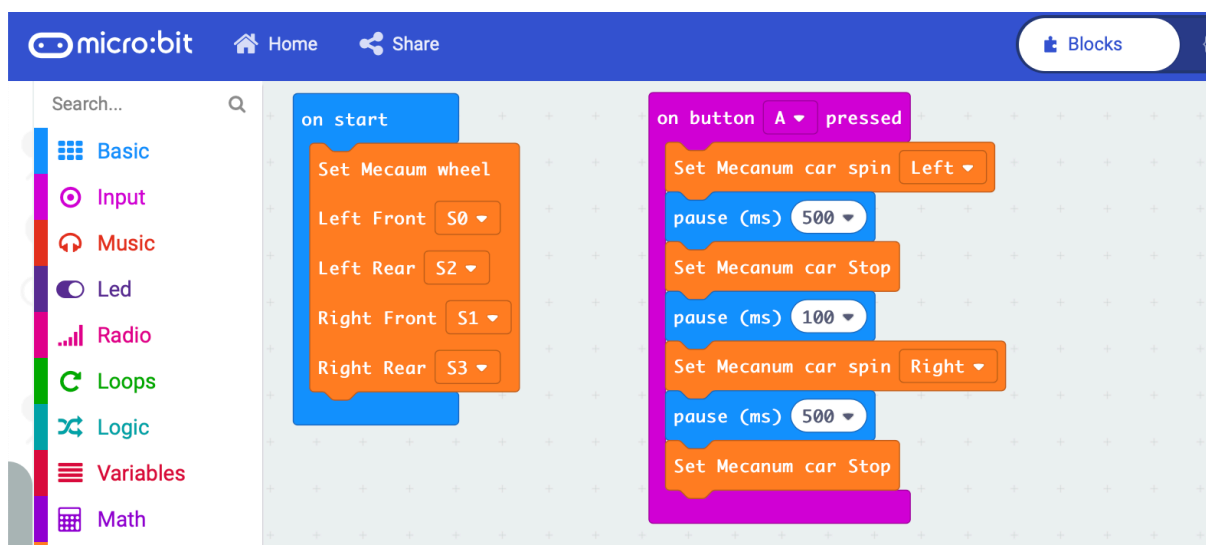 micro:bit Home Share Blocks
Search...
Basic
Input
Music
Led
Radio
Loops
Logic
Variables
Math
on start
Set Mecaum wheel
Left Front S0
Left Rear S2
Right Front S1
Right Rear S3
on button A pressed
Set Mecanum car spin Left
pause (ms) 500
Set Mecanum car Stop
pause (ms) 100
Set Mecanum car spin Right
pause (ms) 500
Set Mecanum car Stop